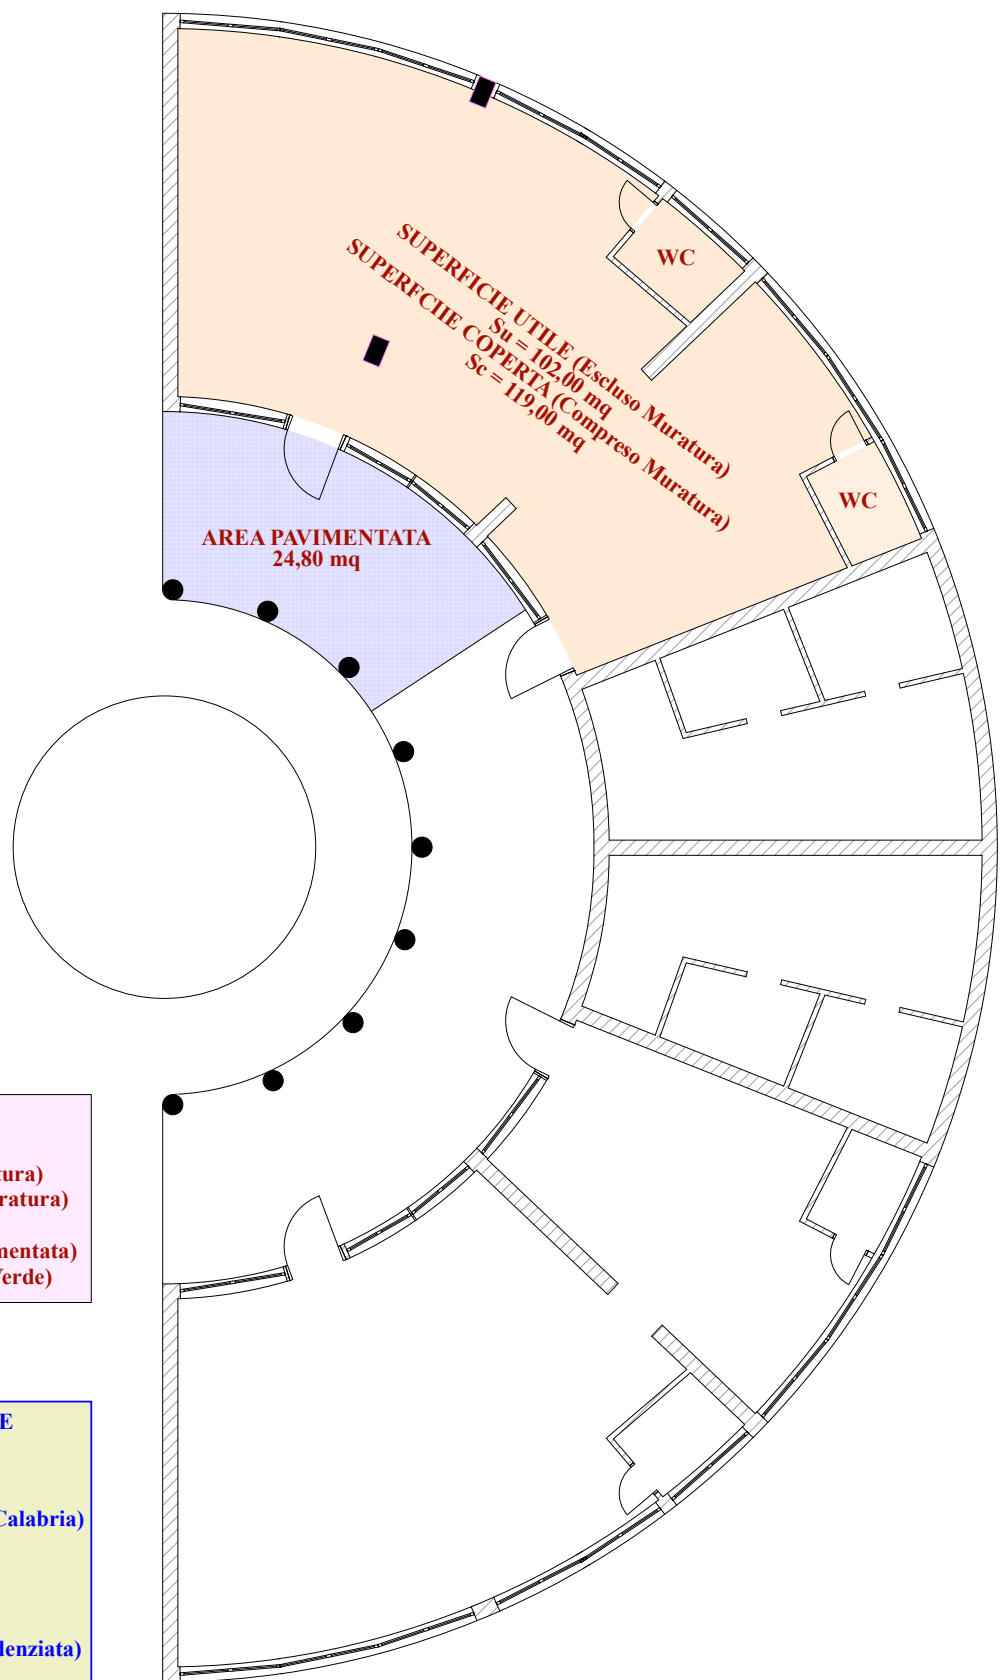 WC
SUPERFICIE UTILE (Escluso Muratura)
Su = 102,00 mq
SUPERFCIIE COPERTA (Compreso Muratura)
Sc = 119,00 mq
WC
AREA PAVIMENTATA
24,80 mq
tura)
ratura)
mentata)
Verde)
E
Calabria)
denziata)